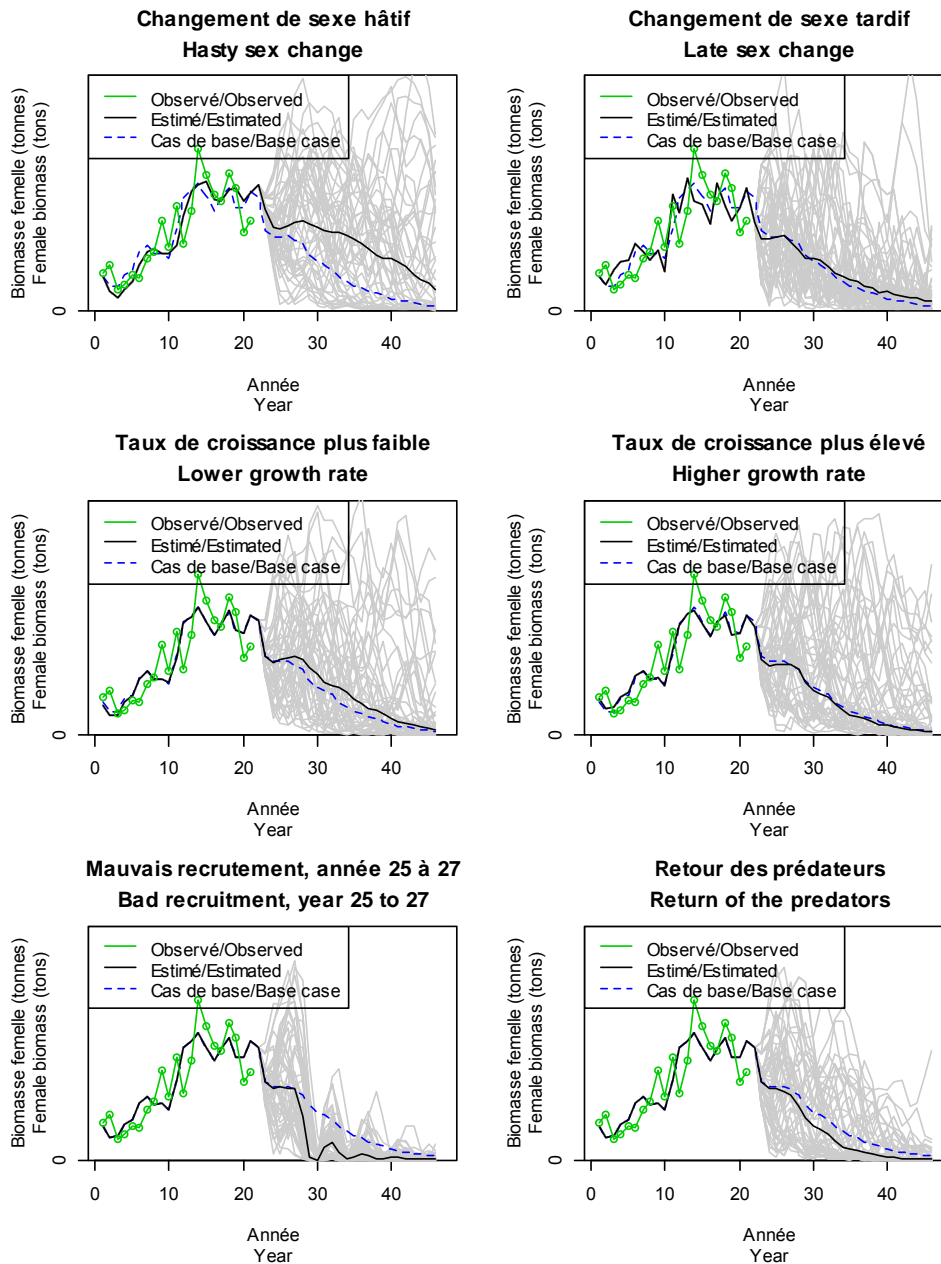 Changement de sexe hâtif
Hasty sex change
Biomasse femelle (tonnes)
Female biomass (tons)
Observé/Observed
Estimé/Estimated
Cas de base/Base case
0
0 10 20 30 40
Année
Year
Changement de sexe tardif
Late sex change
Biomasse femelle (tonnes)
Female biomass (tons)
Observé/Observed
Estimé/Estimated
Cas de base/Base case
0
0 10 20 30 40
Année
Year
Taux de croissance plus faible
Lower growth rate
Biomasse femelle (tonnes)
Female biomass (tons)
Observé/Observed
Estimé/Estimated
Cas de base/Base case
0
0 10 20 30 40
Année
Year
Taux de croissance plus élevé
Higher growth rate
Biomasse femelle (tonnes)
Female biomass (tons)
Observé/Observed
Estimé/Estimated
Cas de base/Base case
0
0 10 20 30 40
Année
Year
Mauvais recrutement, année 25 à 27
Bad recruitment, year 25 to 27
Biomasse femelle (tonnes)
Female biomass (tons)
Observé/Observed
Estimé/Estimated
Cas de base/Base case
0
0 10 20 30 40
Année
Year
Retour des prédateurs
Return of the predators
Biomasse femelle (tonnes)
Female biomass (tons)
Observé/Observed
Estimé/Estimated
Cas de base/Base case
0
0 10 20 30 40
Année
Year